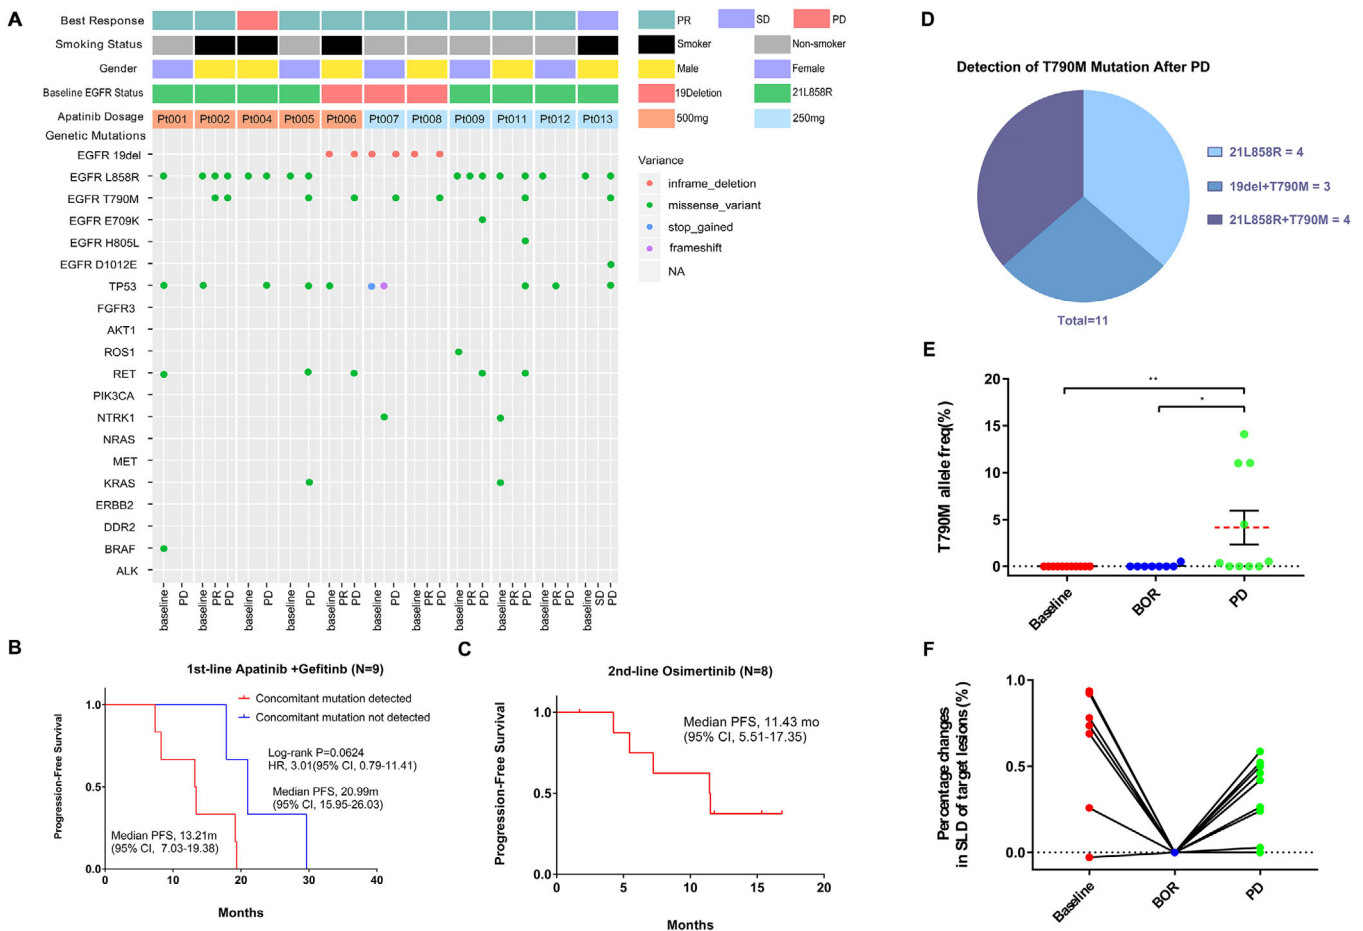 A
Best Response
PR
SD
PD
Smoking Status
Smoker
Non-smoker
Gender
Male
Female
Baseline EGFR Status
19Deletion
21L858R
Apatinib Dosage
Pt001 Pt002 Pt004 Pt005 Pt006 Pt007 Pt008 Pt009 Pt011 Pt012 Pt013
500mg
250mg
Genetic Mutations
EGFR 19del
EGFR L858R
EGFR T790M
EGFR E709K
EGFR H805L
EGFR D1012E
TP53
FGFR3
AKT1
ROS1
RET
PIK3CA
NTRK1
NRAS
MET
KRAS
ERBB2
DDR2
BRAF
ALK
Variance
inframe_deletion
missense_variant
stop_gained
frameshift
NA
baseline PD baseline PR PD baseline PD baseline PD baseline PR PD baseline PR PD baseline PR PD baseline PR PD baseline PR PD baseline PR PD baseline SD PD
B
1st-line Apatinib +Gefitinb (N=9)
Progression-Free Survival
1.0
0.5
0.0
0 10 20 30 40
Months
Concomitant mutation detected
Concomitant mutation not detected
Log-rank P=0.0624
HR, 3.01(95% CI, 0.79-11.41)
Median PFS, 20.99m
(95% CI, 15.95-26.03)
Median PFS, 13.21m
(95% CI, 7.03-19.38)
C
2nd-line Osimertinib (N=8)
Progression-Free Survival
1.0
0.5
0.0
0 5 10 15 20
Months
Median PFS, 11.43 mo
(95% CI, 5.51-17.35)
D
Detection of T790M Mutation After PD
21L858R = 4
19del+T790M = 3
21L858R+T790M = 4
Total=11
E
T790M allele freq(%)
20
15
10
5
0
**
*
Baseline
BOR
PD
F
Percentage changes
in SLD of target lesions(%)
1.0
0.5
0.0
Baseline
BOR
PD